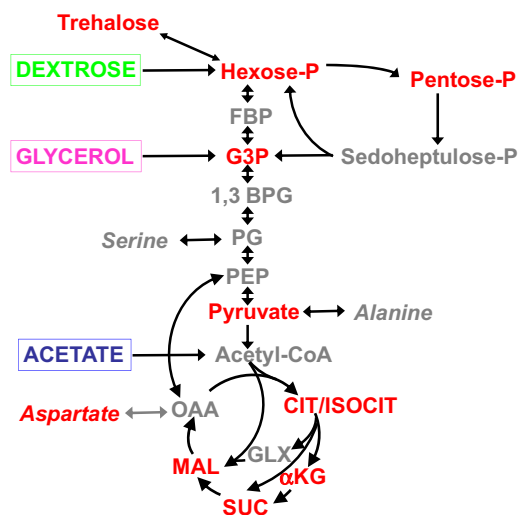 Trehalose
DEXTROSE
Hexose-P
Pentose-P
FBP
GLYCEROL
G3P
Sedoheptulose-P
1,3 BPG
Serine
PG
PEP
Pyruvate
Alanine
ACETATE
Acetyl-CoA
Aspartate
OAA
CIT/ISOCIT
GLX
MAL
αKG
SUC